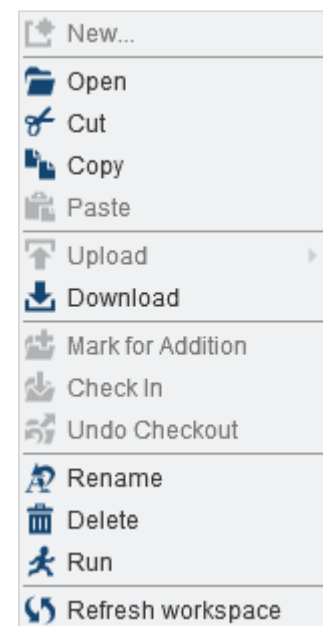 New...
Open
Cut
Copy
Paste
Upload
Download
Mark for Addition
Check In
Undo Checkout
Rename
Delete
Run
Refresh workspace